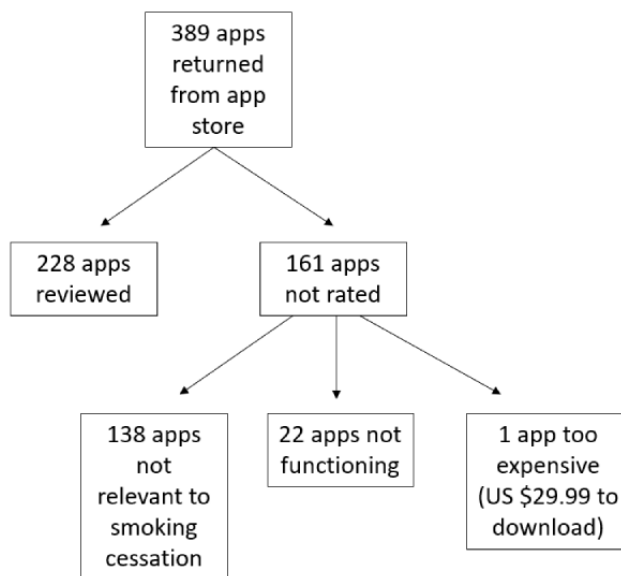 389 apps
returned
from app
store
228 apps
reviewed
161 apps
not rated
138 apps
not
relevant to
smoking
cessation
22 apps not
functioning
1 app too
expensive
(US $29.99 to
download)